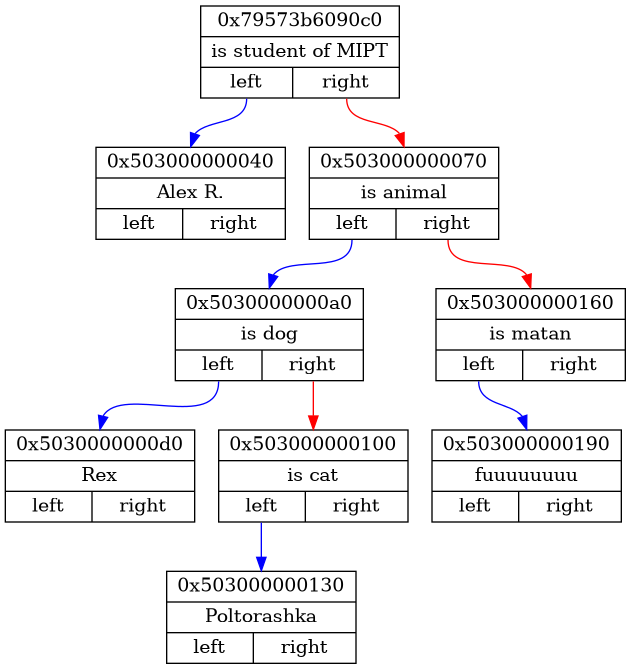 0x79573b6090c0
is student of MIPT
left right
0x503000000040
Alex R.
left right
0x503000000070
is animal
left right
0x5030000000a0
is dog
left right
0x503000000160
is matan
left right
0x5030000000d0
Rex
left right
0x503000000100
is cat
left right
0x503000000190
fuuuuuuuu
left right
0x503000000130
Poltorashka
left right